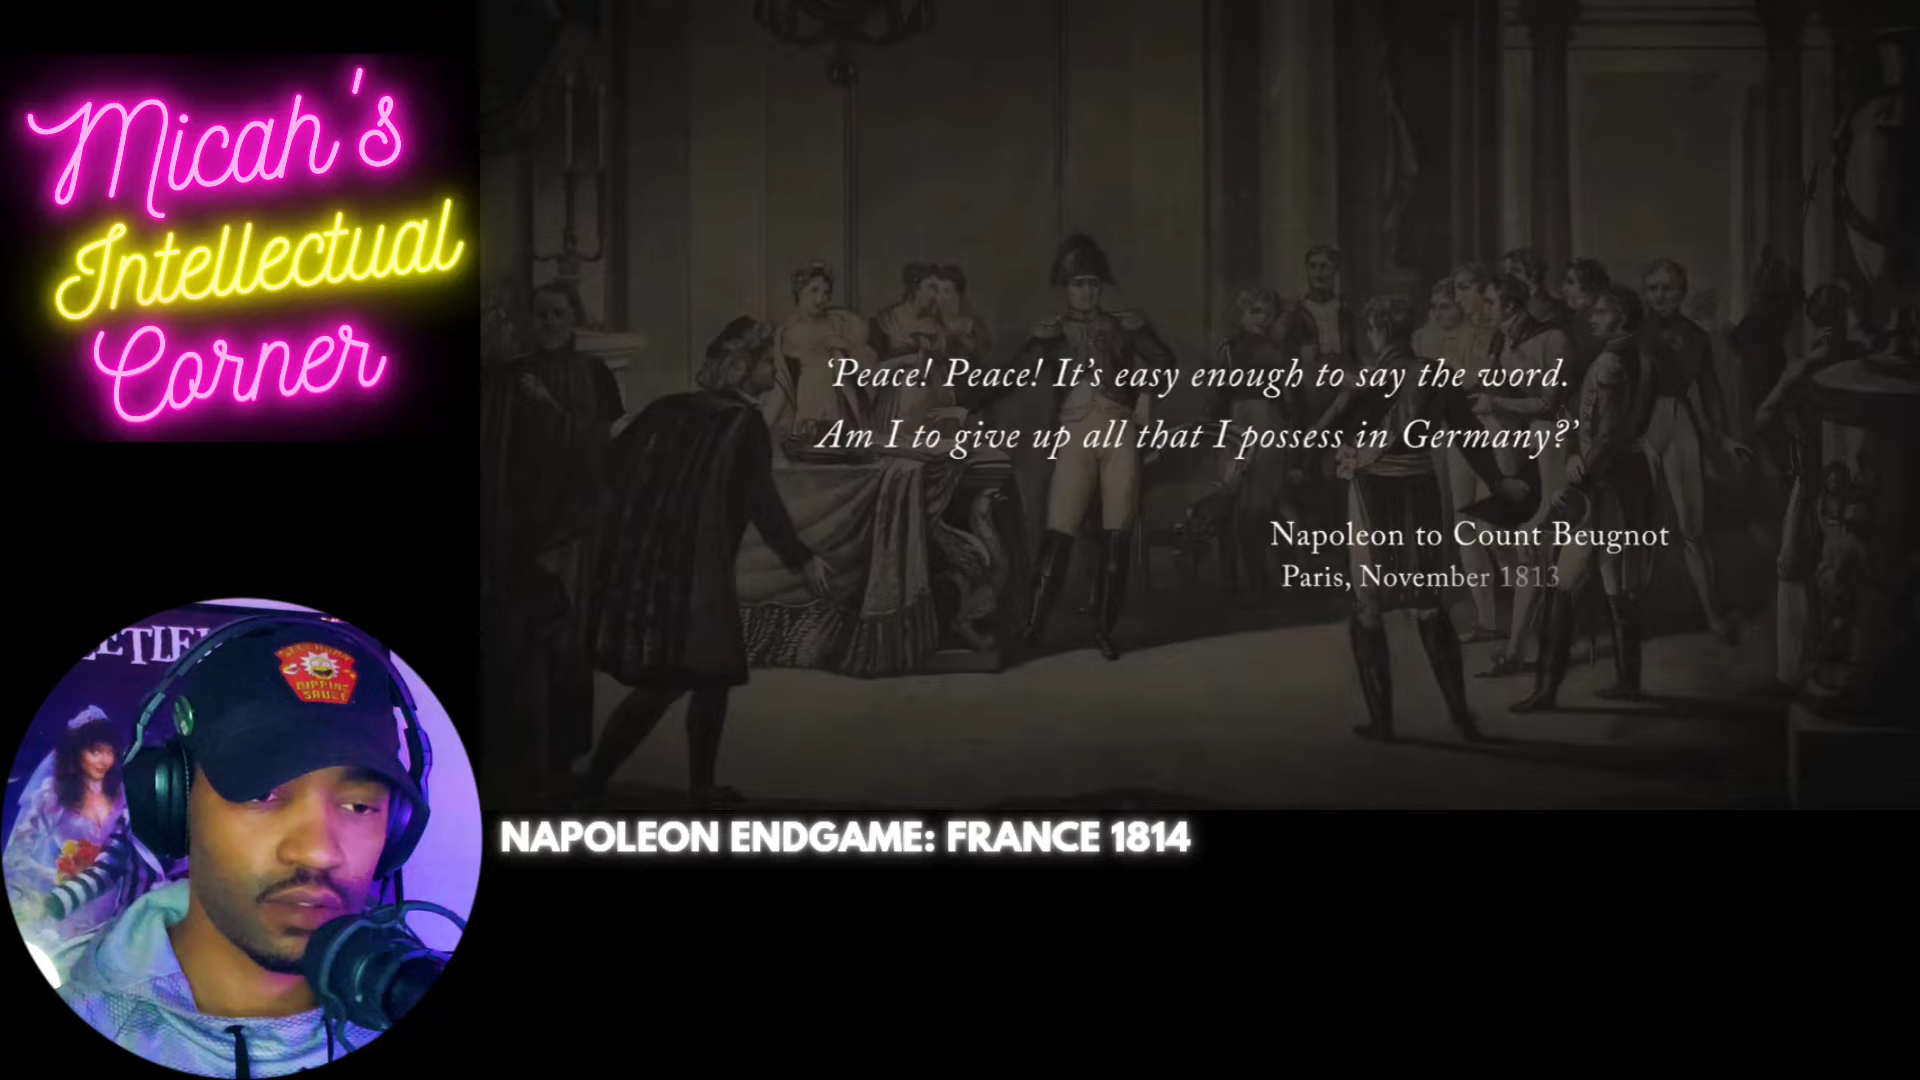 Micah's
Intellectual
Corner
'Peace! Peace! It's easy enough to say the word.
Am I to give up all that I possess in Germany?'
Napoleon to Count Beugnot
Paris, November 1813
NAPOLEON ENDGAME: FRANCE 1814
SAUCE